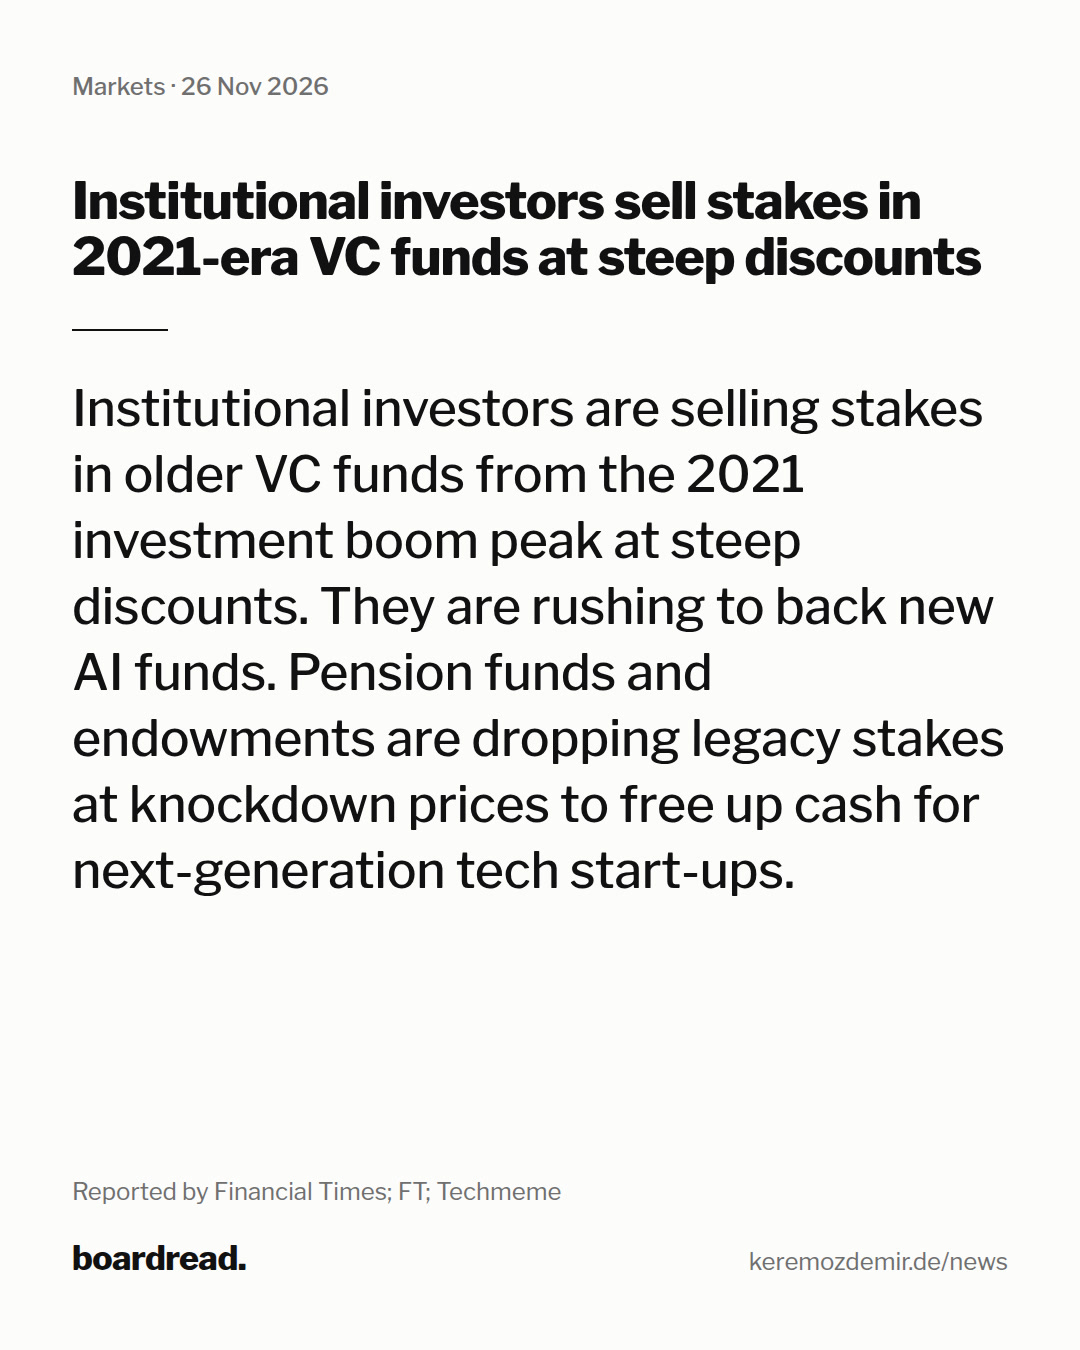 Markets · 26 Nov 2026
Institutional investors sell stakes in
2021-era VC funds at steep discounts
Institutional investors are selling stakes
in older VC funds from the 2021
investment boom peak at steep
discounts. They are rushing to back new
AI funds. Pension funds and
endowments are dropping legacy stakes
at knockdown prices to free up cash for
next-generation tech start-ups.
Reported by Financial Times; FT; Techmeme
boardread.
keremozdemir.de/news